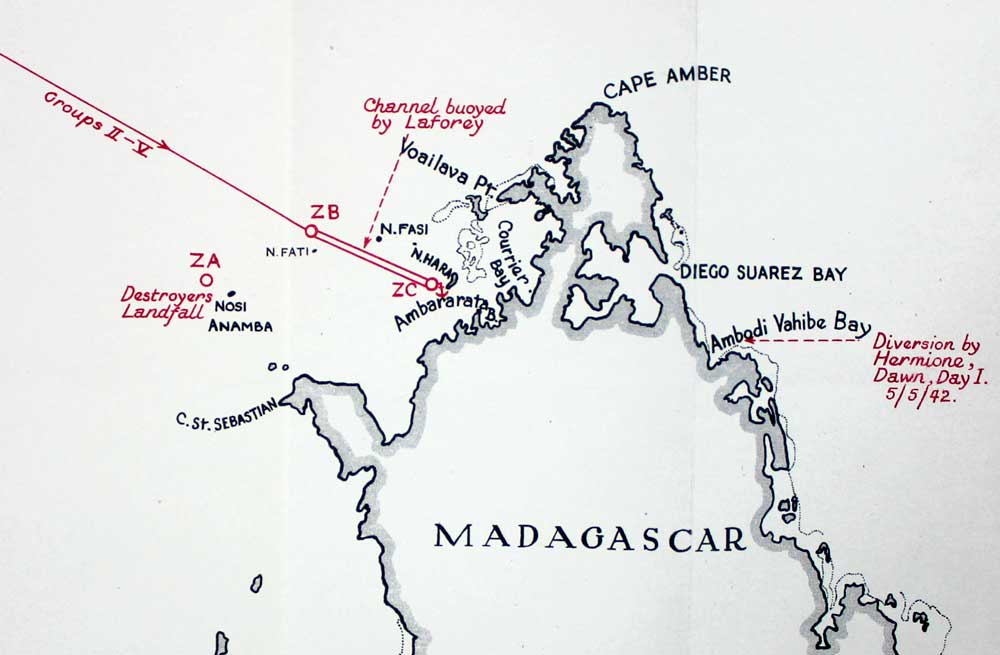 CAPE AMBER
Groups II-V
Channel buoyed
by Laforey
Voailava Pt.
ZB
N. FASI
N. FATI
N. HARA
Courrier
Bay
ZA
ZC
DIEGO SUAREZ BAY
Destroyers
Landfall
NOSI
ANAMBA
Ambararata B.
Ambodi Vahibe Bay
Diversion by
Hermione,
Dawn, Day I.
5/5/42.
C. St. SEBASTIAN
MADAGASCAR